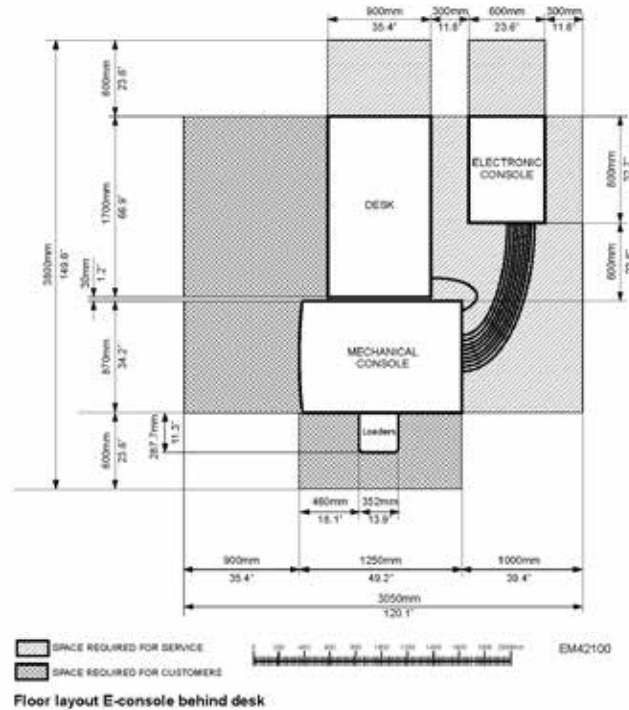 900mm 300mm 600mm 300mm
35.4" 11.8" 23.6" 11.8"
600mm
23.6"
1700mm
66.9"
3800mm
149.6"
30mm
1.2"
870mm
34.2"
600mm
23.6"
287.7mm
11.3"
DESK
ELECTRONIC
CONSOLE
800mm
600mm
MECHANICAL
CONSOLE
Loaders
460mm 352mm
18.1" 13.9"
900mm 1250mm 1000mm
35.4" 49.2" 39.4"
3050mm
120.1"
SPACE REQUIRED FOR SERVICE
EM42100
SPACE REQUIRED FOR CUSTOMERS
Floor layout E-console behind desk